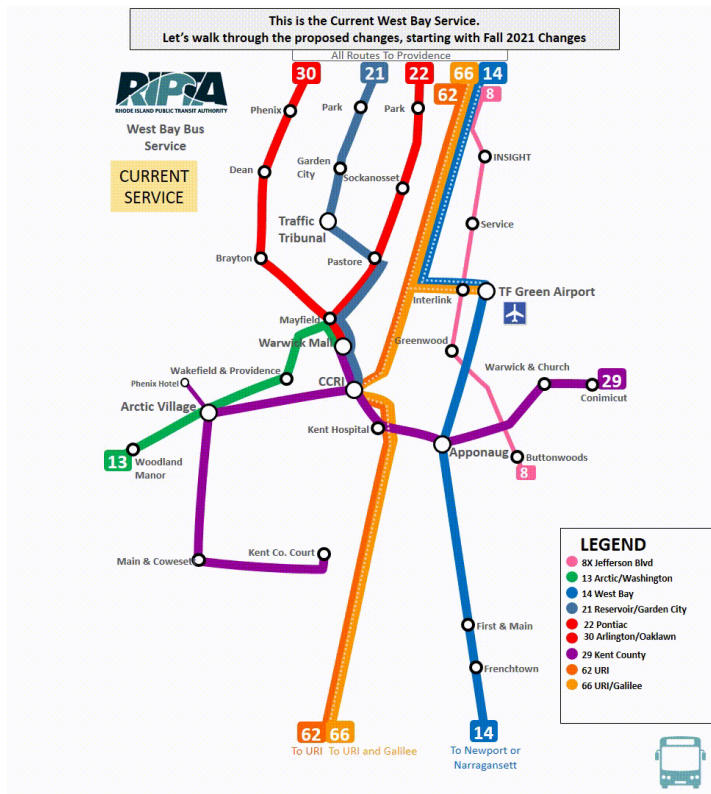 This is the Current West Bay Service.
Let's walk through the proposed changes, starting with Fall 2021 Changes
All Routes To Providence
30
21
22
66
14
62
8
RIPTA
RHODE ISLAND PUBLIC TRANSIT AUTHORITY
West Bay Bus
Service
CURRENT
SERVICE
Phenix
Park
Park
INSIGHT
Dean
Garden
City
Sockanosset
Traffic
Tribunal
Service
Brayton
Pastore
Interlink
TF Green Airport
Mayfield
Warwick Mall
Greenwood
Wakefield & Providence
Phenix Hotel
CCRI
Warwick & Church
29
Conimicut
Arctic Village
Kent Hospital
Apponaug
Buttonwoods
8
13
Woodland
Manor
Main & Coweset
Kent Co. Court
LEGEND
8X Jefferson Blvd
13 Arctic/Washington
14 West Bay
21 Reservoir/Garden City
22 Pontiac
30 Arlington/Oaklawn
29 Kent County
62 URI
66 URI/Galilee
First & Main
Frenchtown
62
66
14
To URI
To URI and Galilee
To Newport or
Narragansett